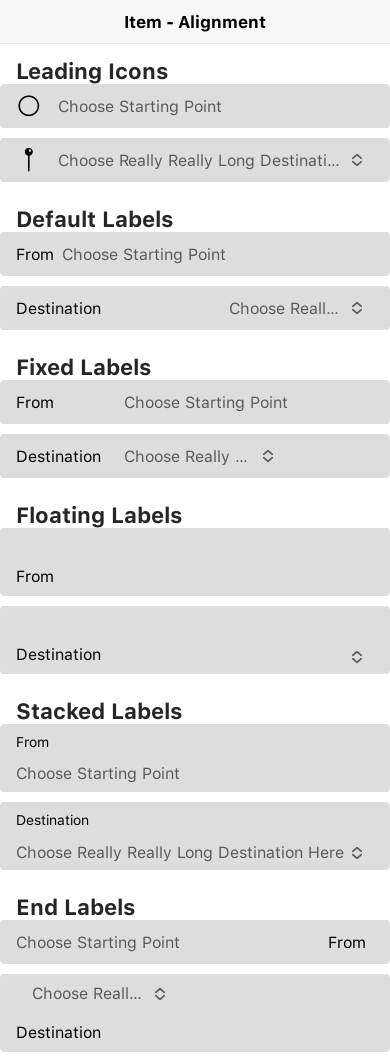 Item - Alignment
Leading Icons
Choose Starting Point
Choose Really Really Long Destinati...
Default Labels
From Choose Starting Point
Destination Choose Reall...
Fixed Labels
From Choose Starting Point
Destination Choose Really ...
Floating Labels
From
Destination
Stacked Labels
From
Choose Starting Point
Destination
Choose Really Really Long Destination Here
End Labels
Choose Starting Point From
Choose Reall...
Destination